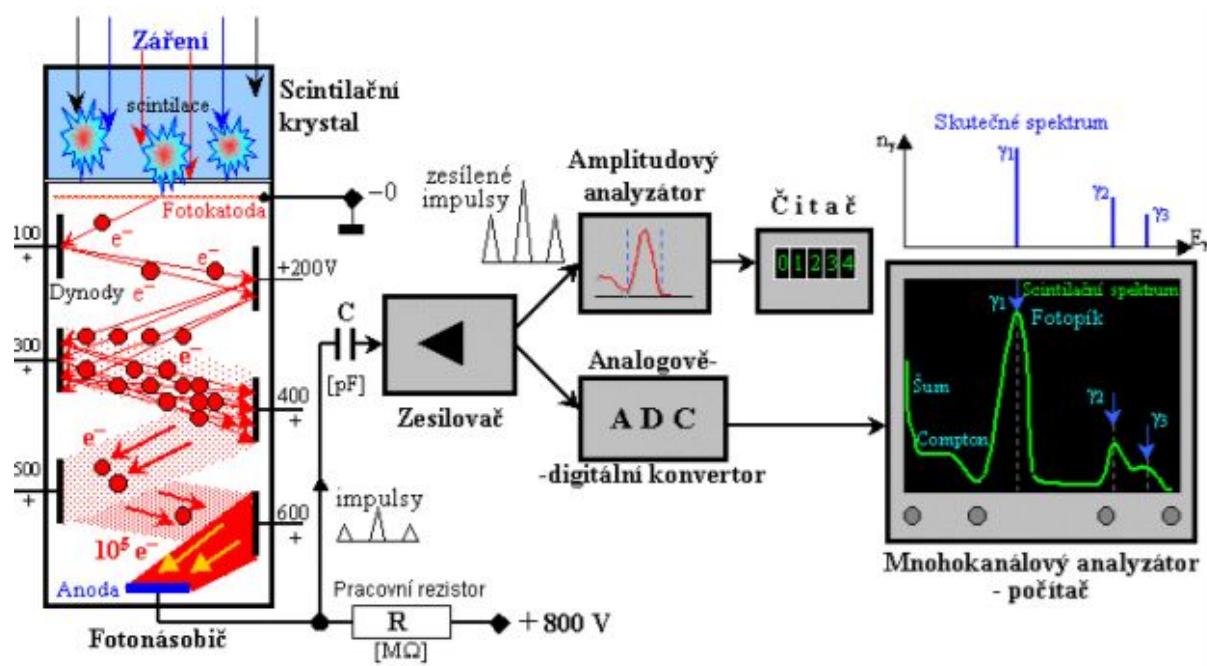 Záření
scintilace
Scintilační
krystal
Fotokatoda
−0
e−
100
+
e−
+200V
e−
Dynody
300
+
e−
400
+
e−
500
+
600
+
10⁵ e−
Anoda
Fotonásobič
impulsy
Pracovní rezistor
R
[MΩ]
+ 800 V
C
[pF]
Zesilovač
zesílené
impulsy
Amplitudový
analyzátor
Čitač
01234
Analogově-
A D C
-digitální konvertor
Skutečné spektrum
nγ
γ1
γ2
γ3
Eγ
Scintilační spektrum
γ1
Fotopík
Šum
γ2
γ3
Compton
Mnohokanálový analyzátor
- počítač